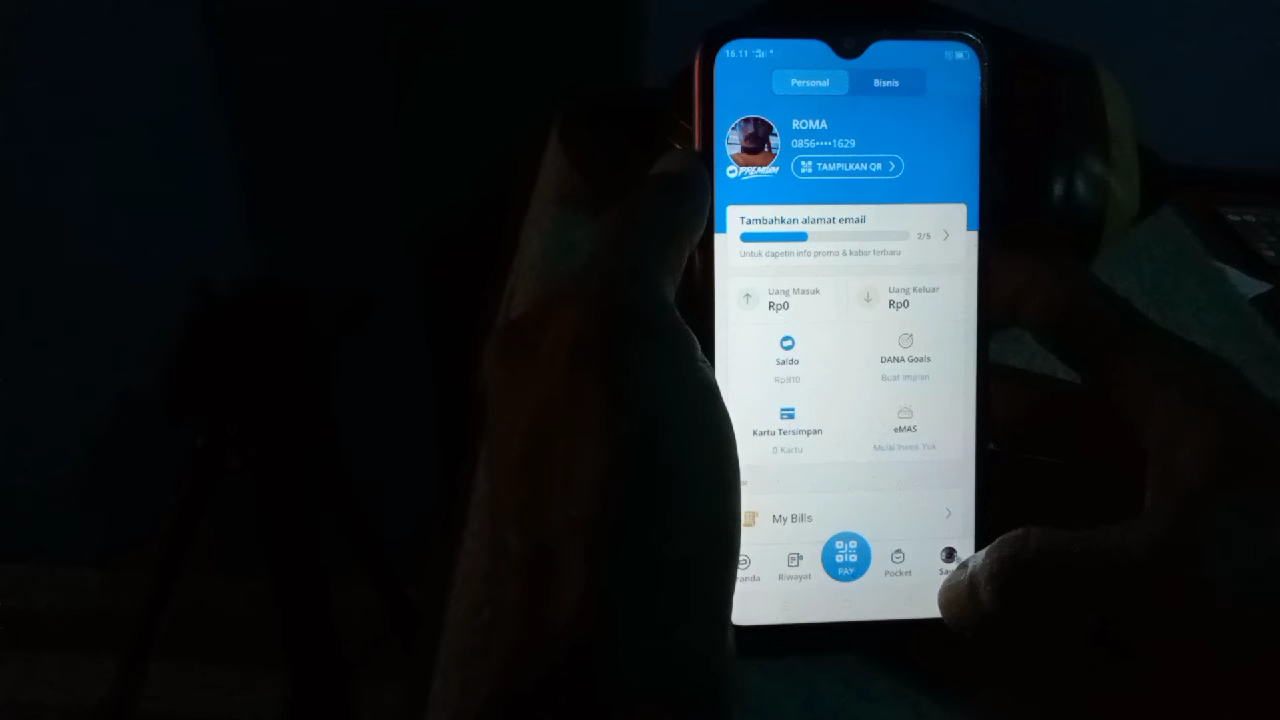 16.11
Personal Bisnis
ROMA
0856••••1629
PREMIUM
TAMPILKAN QR
Tambahkan alamat email
2/5
Untuk dapetin info promo & kabar terbaru
Uang Masuk
Rp0
Uang Keluar
Rp0
Saldo
Rp810
DANA Goals
Buat Impian
Kartu Tersimpan
0 Kartu
eMAS
Mulai Inves Yuk
My Bills
Riwayat
PAY
Pocket